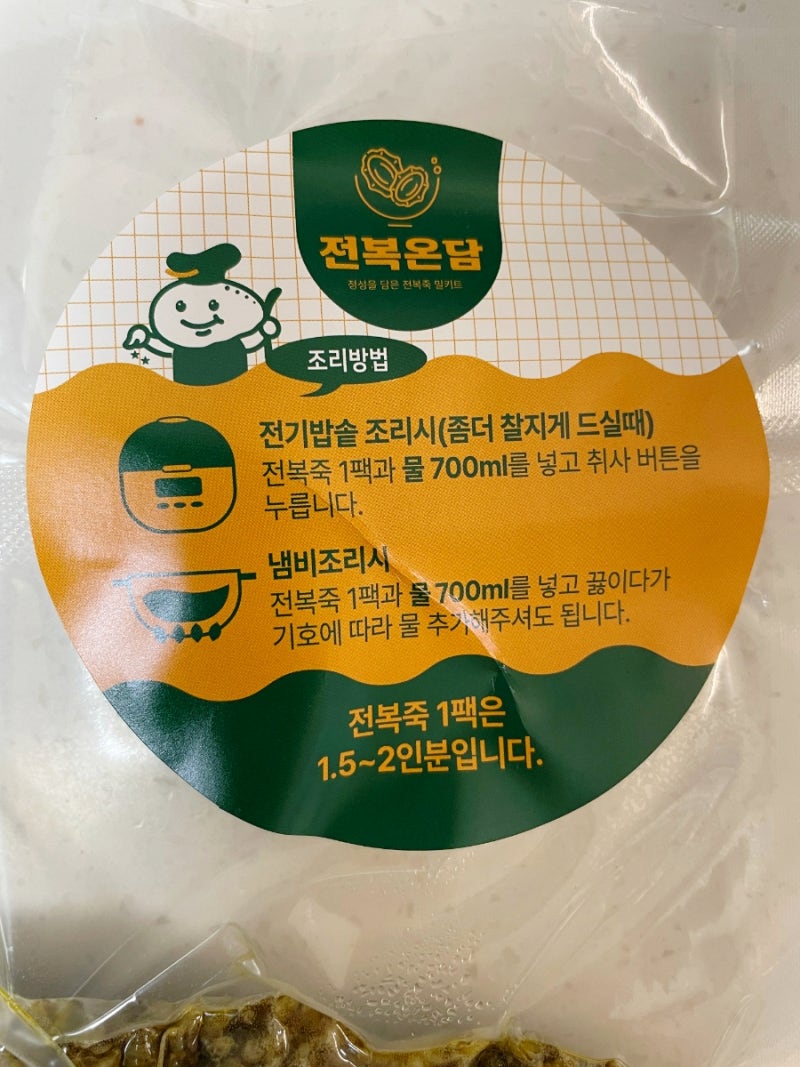 전복온담
정성을 담은 전복죽 밀키트
조리방법
전기밥솥 조리시(좀더 찰지게 드실때)
전복죽 1팩과 물 700ml를 넣고 취사 버튼을
누릅니다.
냄비조리시
전복죽 1팩과 물 700ml를 넣고 끓이다가
기호에 따라 물 추가해주셔도 됩니다.
전복죽 1팩은
1.5~2인분입니다.